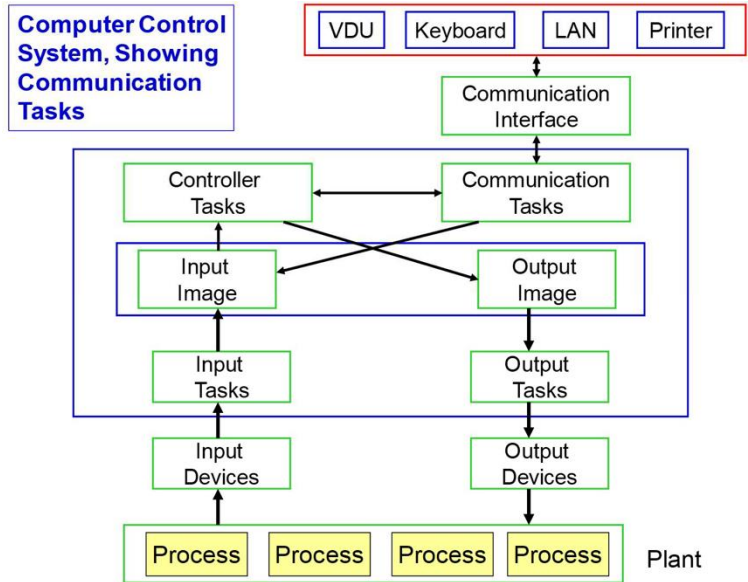 Computer Control
System, Showing
Communication
Tasks
VDU
Keyboard
LAN
Printer
Communication
Interface
Controller
Tasks
Communication
Tasks
Input
Image
Output
Image
Input
Tasks
Output
Tasks
Input
Devices
Output
Devices
Process
Process
Process
Process
Plant